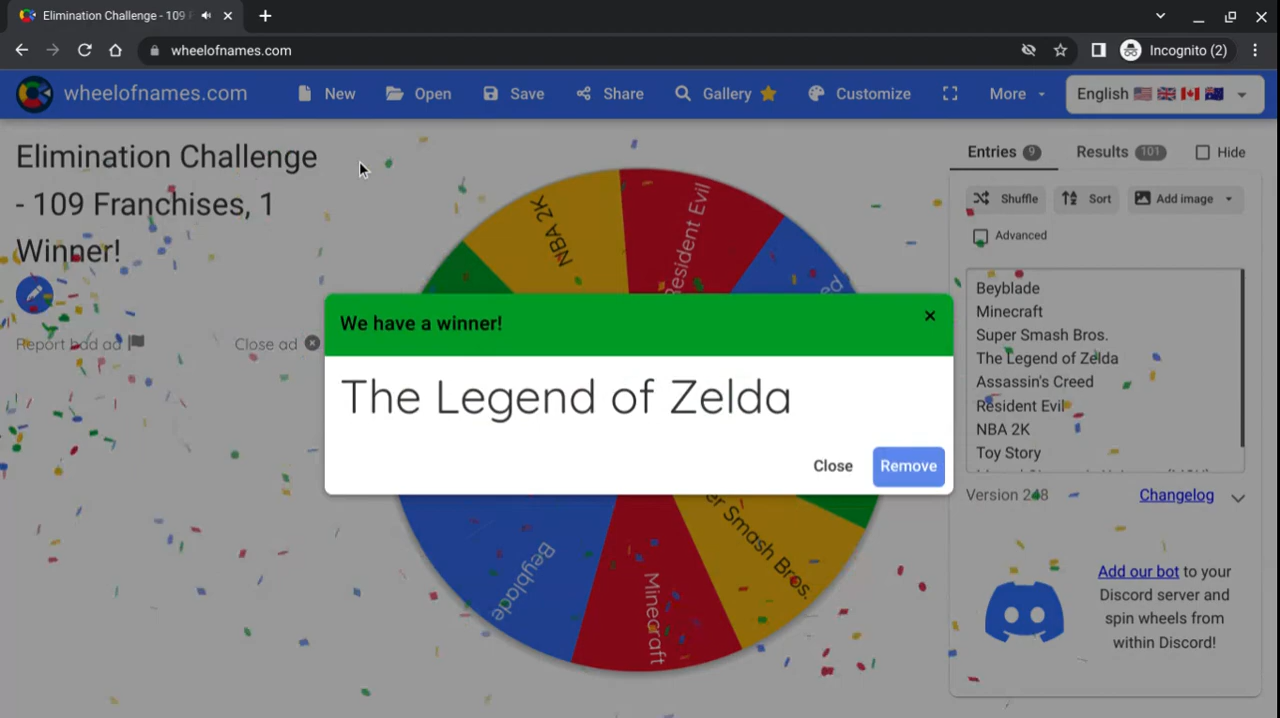 Elimination Challenge - 109
Incognito (2)
wheelofnames.com
wheelofnames.com
New
Open
Save
Share
Gallery
Customize
More
English
Elimination Challenge
- 109 Franchises, 1
Winner!
Report bad ad
Close ad
NBA 2K
Resident Evil
ed
Beyblade
Minecraft
er Smash Bros.
We have a winner!
The Legend of Zelda
Close
Remove
Entries 9
Results 101
Hide
Shuffle
Sort
Add image
Advanced
Beyblade
Minecraft
Super Smash Bros.
The Legend of Zelda
Assassin's Creed
Resident Evil
NBA 2K
Toy Story
Version 248
Changelog
Add our bot to your
Discord server and
spin wheels from
within Discord!